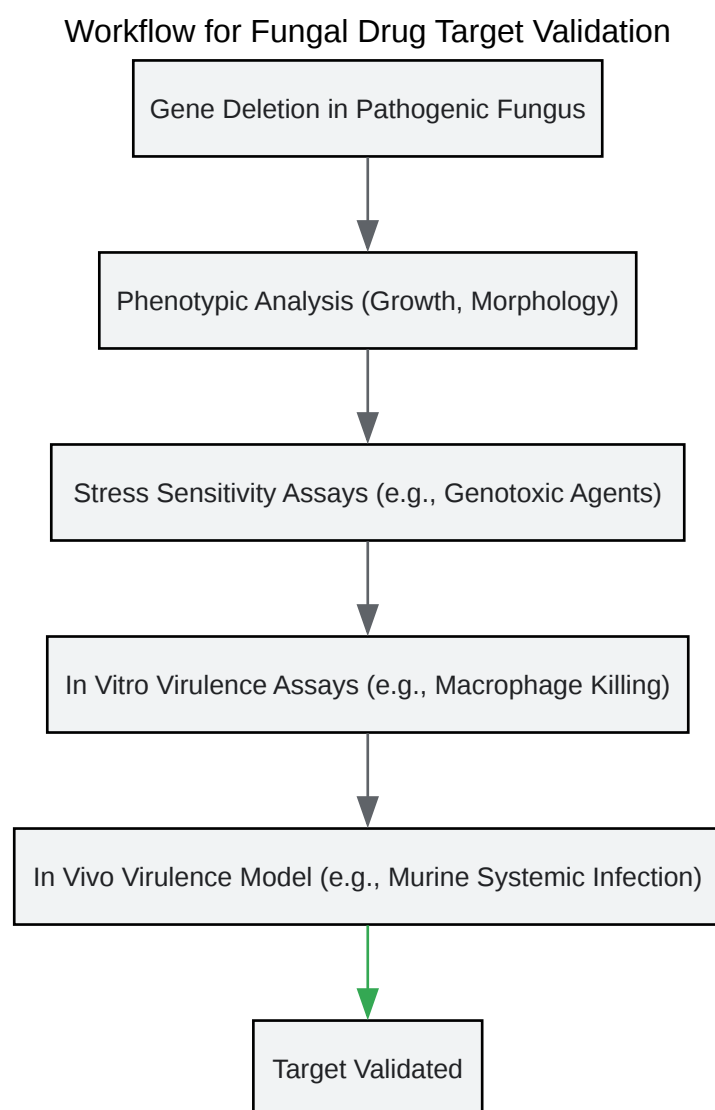 Workflow for Fungal Drug Target Validation
Gene Deletion in Pathogenic Fungus
Phenotypic Analysis (Growth, Morphology)
Stress Sensitivity Assays (e.g., Genotoxic Agents)
In Vitro Virulence Assays (e.g., Macrophage Killing)
In Vivo Virulence Model (e.g., Murine Systemic Infection)
Target Validated